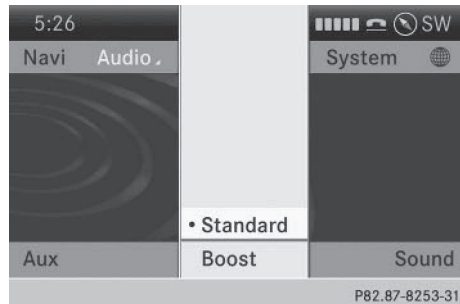 5:26 SW
Navi Audio System
• Standard
Aux Boost Sound
P82.87-8253-31